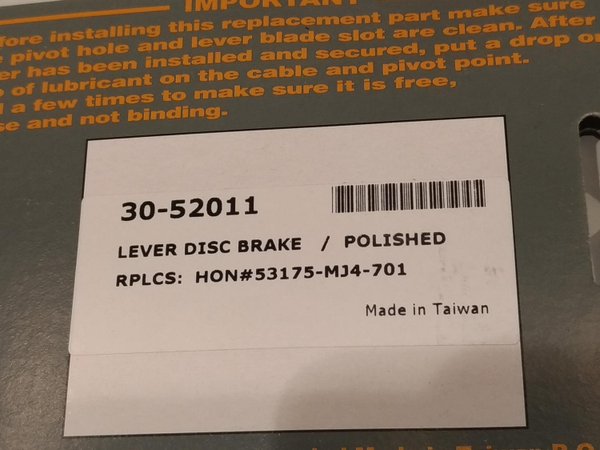 IMPORTANT
fore installing this replacement part make sure
e pivot hole and lever blade slot are clean. After
er has been installed and secured, put a drop or
o of lubricant on the cable and pivot point.
a few times to make sure it is free,
se and not binding.
30-52011
LEVER DISC BRAKE / POLISHED
RPLCS: HON#53175-MJ4-701
Made in Taiwan